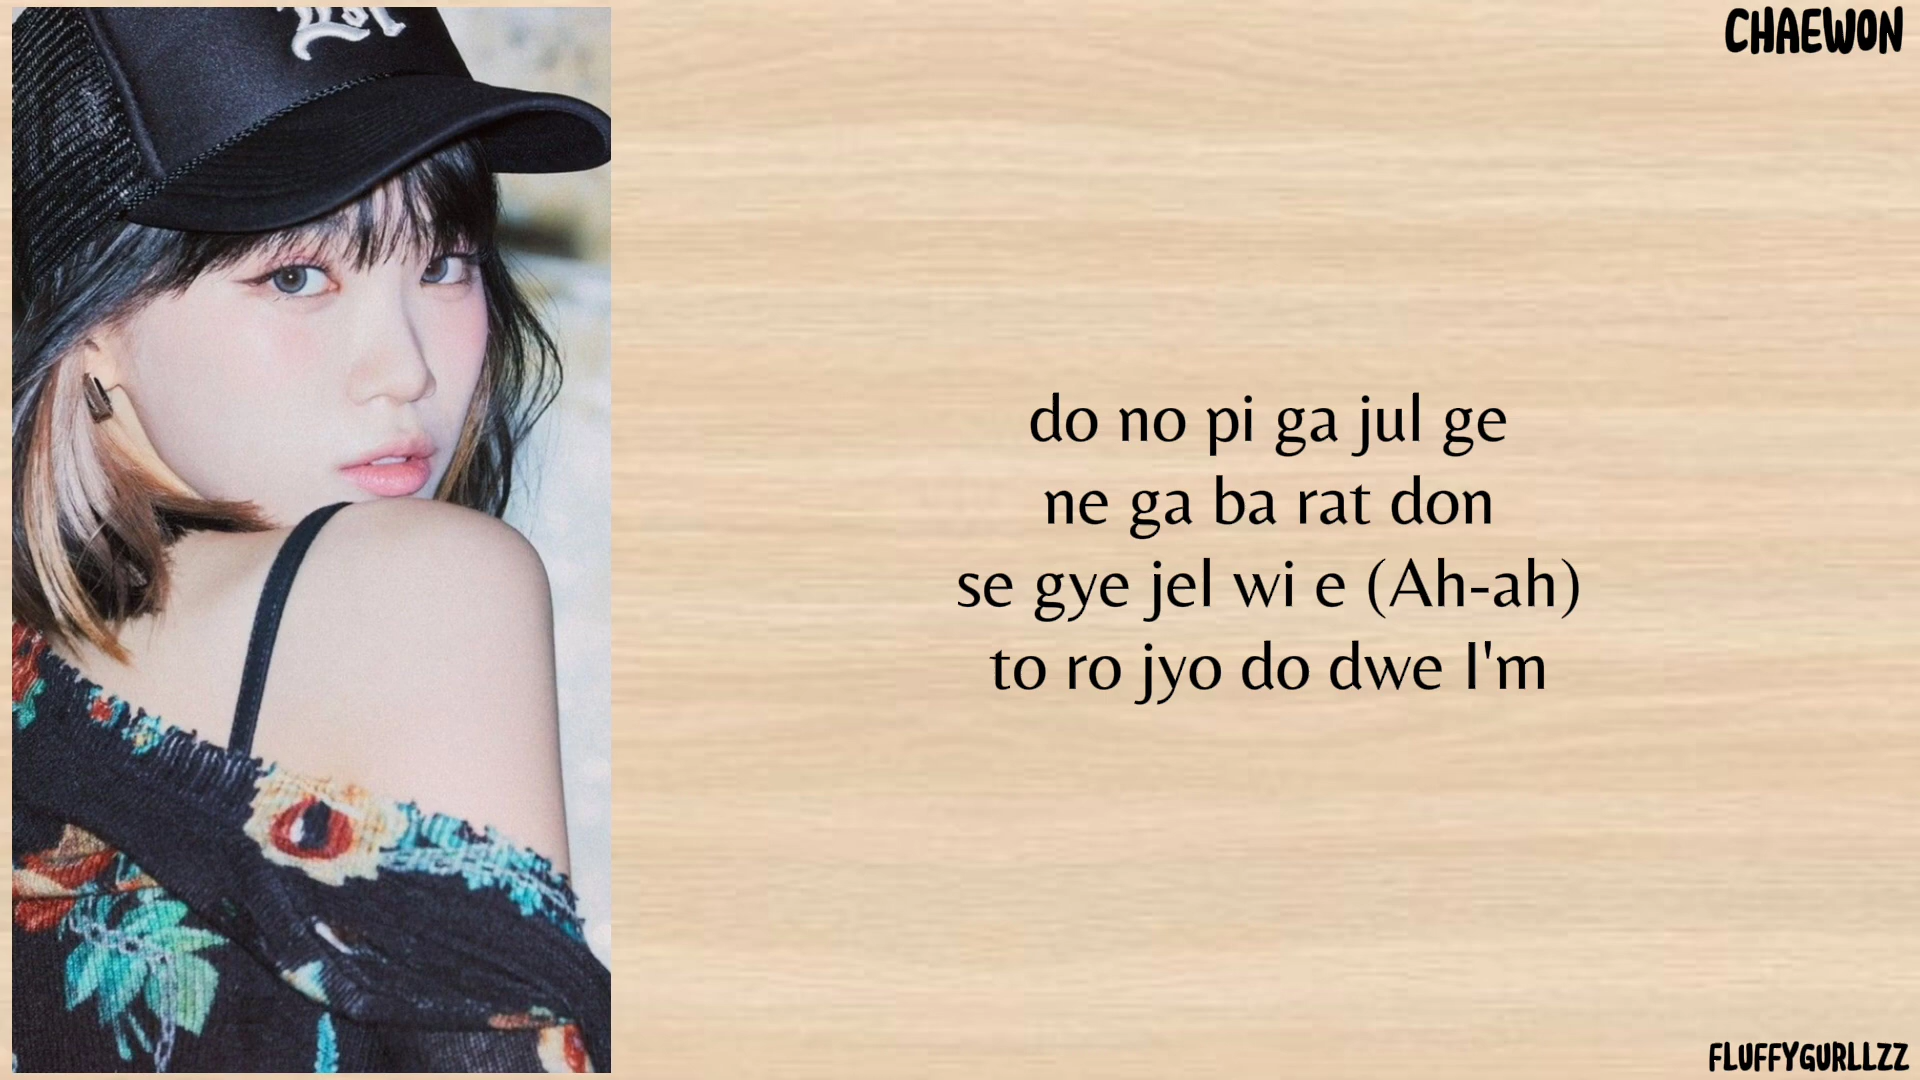 CHAEWON
do no pi ga jul ge
ne ga ba rat don
se gye jel wi e (Ah-ah)
to ro jyo do dwe I'm
FLUFFYGURLLZZ